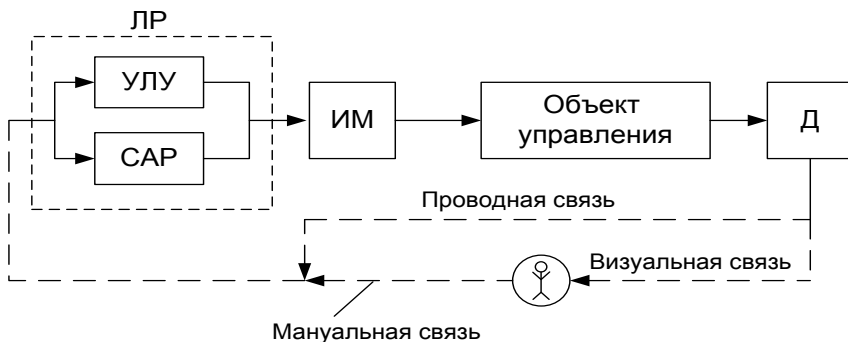 ЛР
УЛУ
САР
ИМ
Объект
управления
Д
Проводная связь
Визуальная связь
Мануальная связь